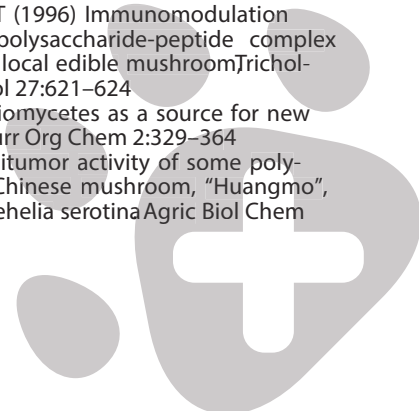 T (1996) Immunomodulation
polysaccharide-peptide complex
local edible mushroom,Trichol-
ol 27:621–624
iomycetes as a source for new
urr Org Chem 2:329–364
itumor activity of some poly-
Chinese mushroom, “Huangmo”,
ehelia serotina Agric Biol Chem